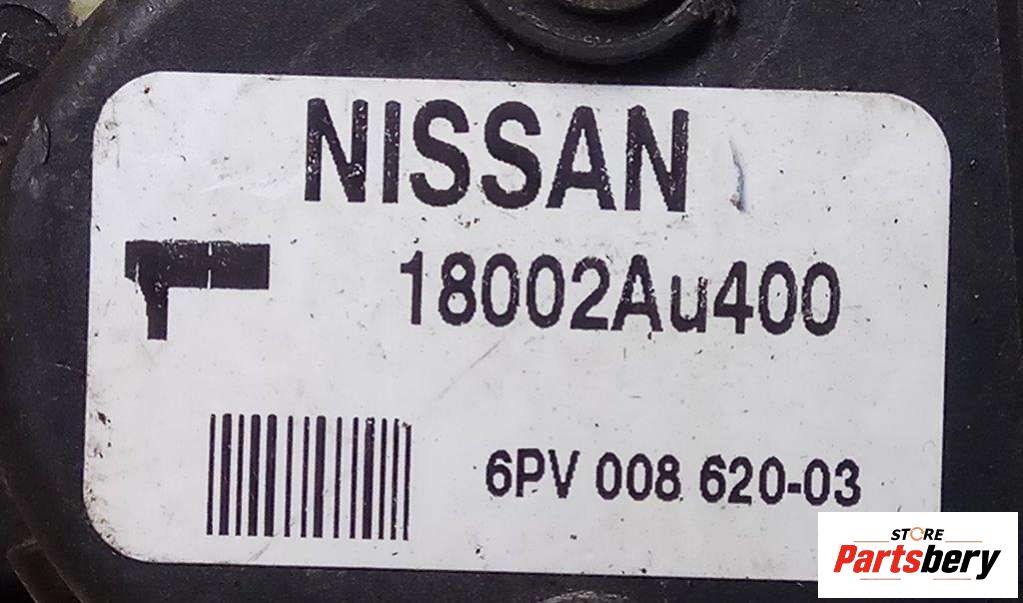 NISSAN
18002Au400
6PV 008 620-03
STORE
Partsbery